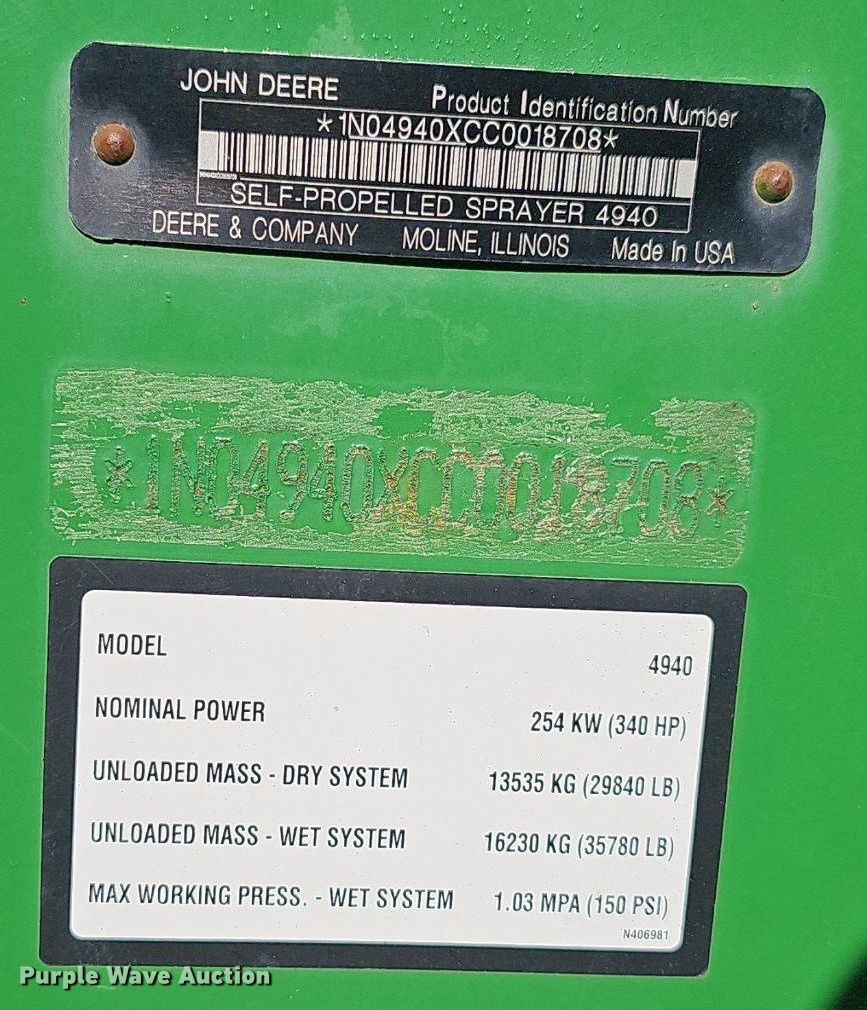 JOHN DEERE
Product Identification Number
*1N04940XCC0018708*
SELF-PROPELLED SPRAYER 4940
DEERE & COMPANY MOLINE, ILLINOIS Made In USA
*1N04940XCC0018708*
MODEL 4940
NOMINAL POWER 254 KW (340 HP)
UNLOADED MASS - DRY SYSTEM 13535 KG (29840 LB)
UNLOADED MASS - WET SYSTEM 16230 KG (35780 LB)
MAX WORKING PRESS. - WET SYSTEM 1.03 MPA (150 PSI)
N406981
Purple Wave Auction